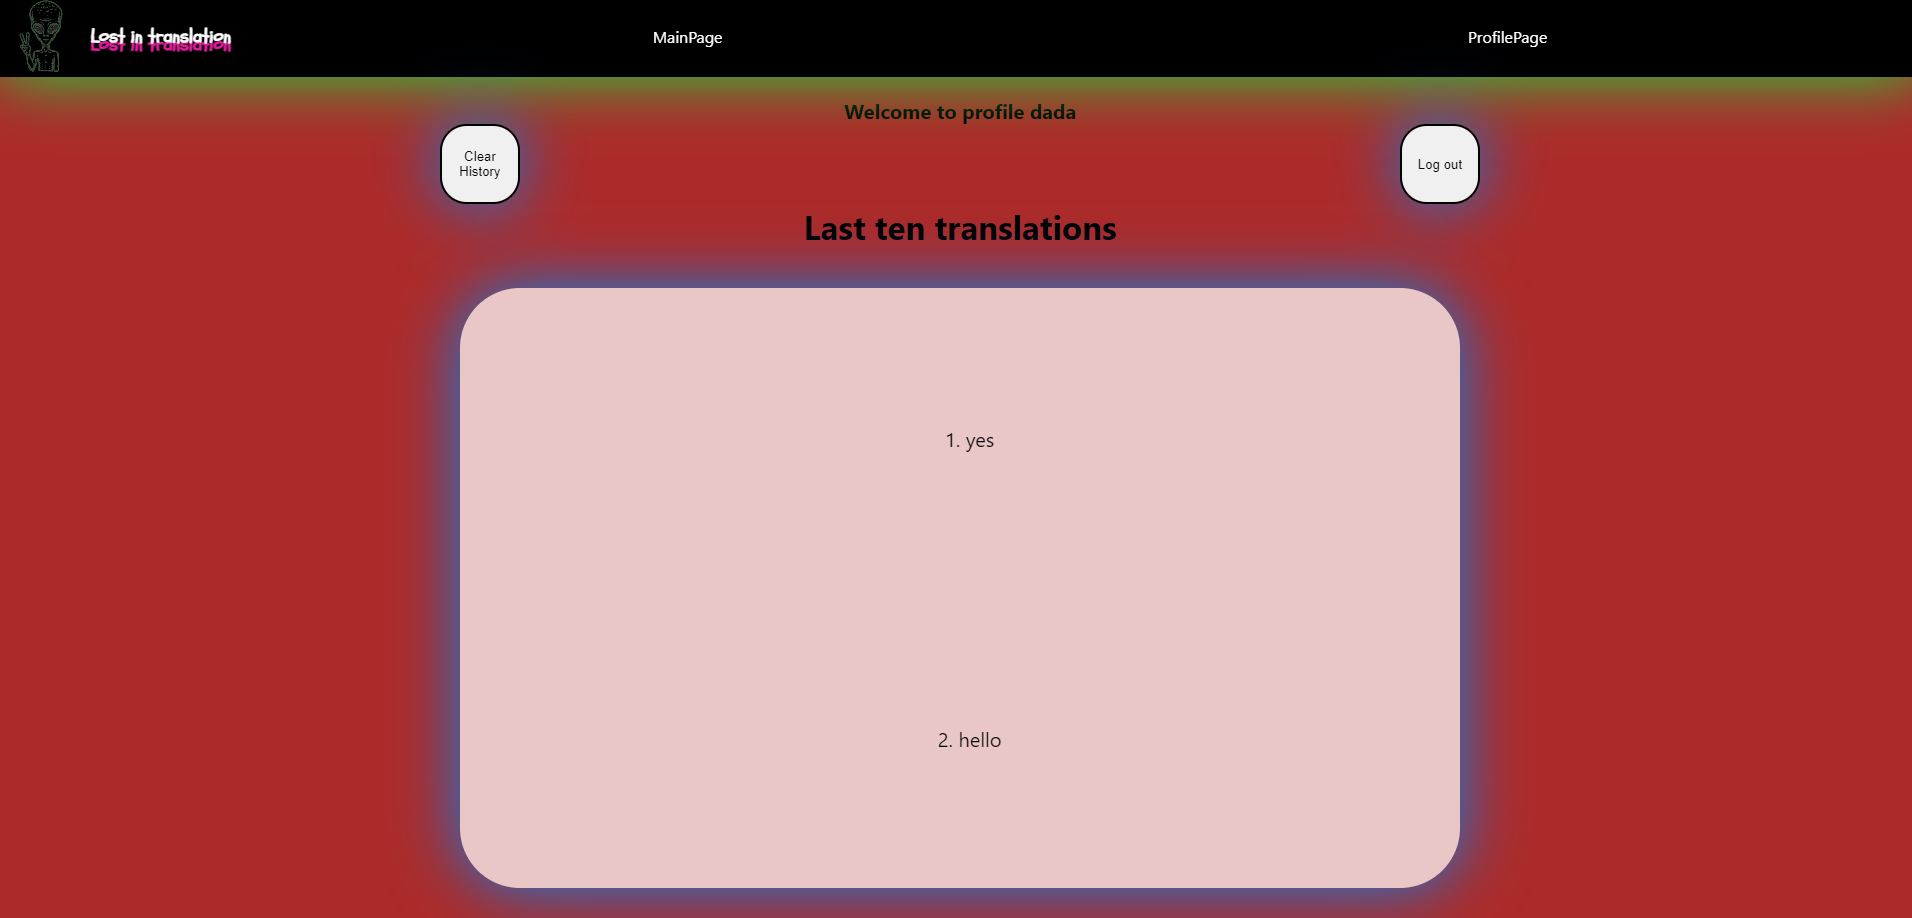 Lost in translation
MainPage
ProfilePage
Welcome to profile dada
Clear
History
Log out
Last ten translations
1. yes
2. hello